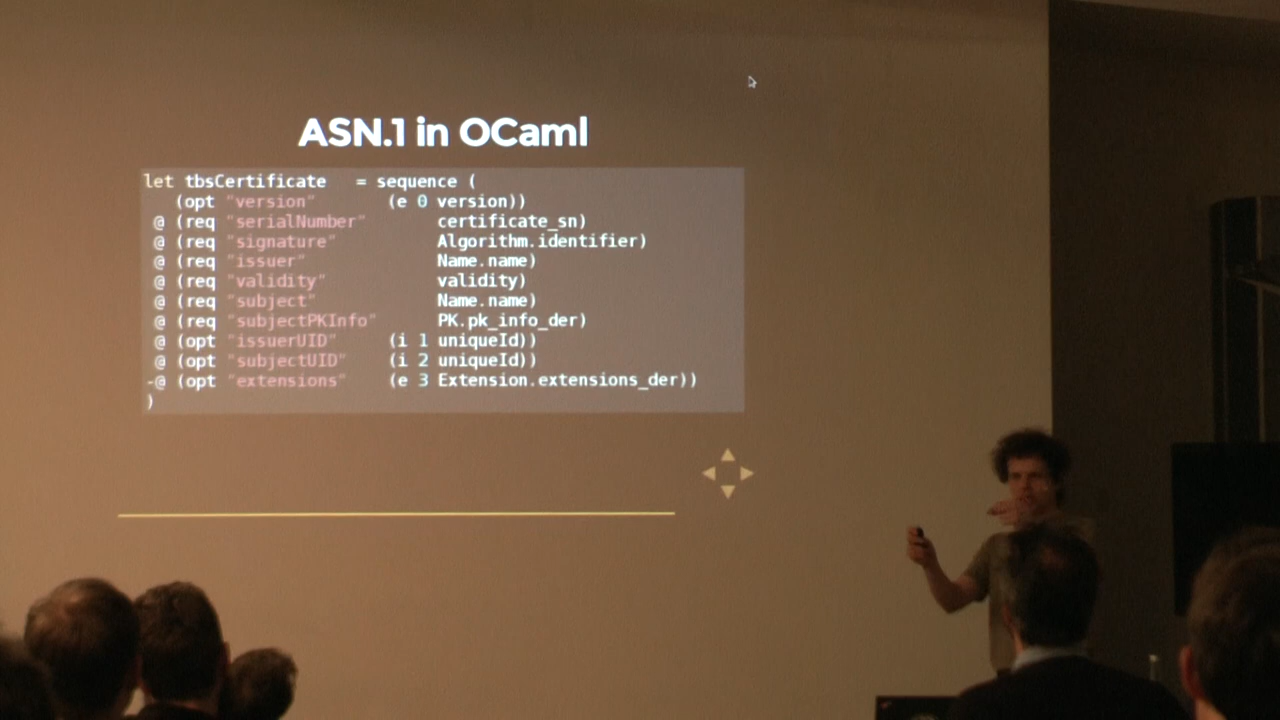 ASN.1 in OCaml
let tbsCertificate   = sequence (
   (opt "version"       (e 0 version))
 @ (req "serialNumber"       certificate_sn)
 @ (req "signature"          Algorithm.identifier)
 @ (req "issuer"             Name.name)
 @ (req "validity"           validity)
 @ (req "subject"            Name.name)
 @ (req "subjectPKInfo"      PK.pk_info_der)
 @ (opt "issuerUID"     (i 1 uniqueId))
 @ (opt "subjectUID"    (i 2 uniqueId))
-@ (opt "extensions"    (e 3 Extension.extensions_der))
)